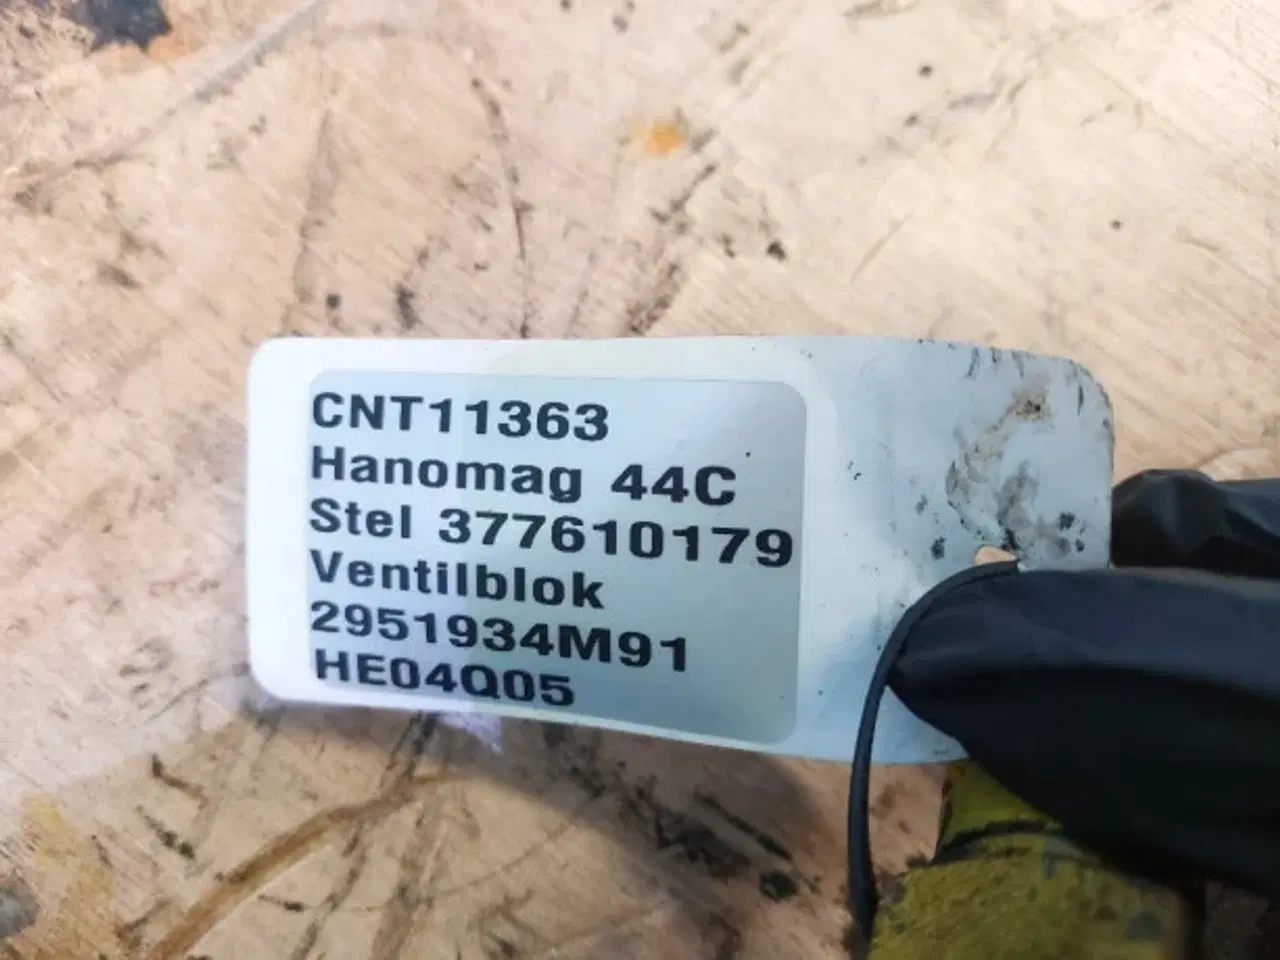 CNT11363
Hanomag 44C
Stel 377610179
Ventilblok
2951934M91
HE04Q05